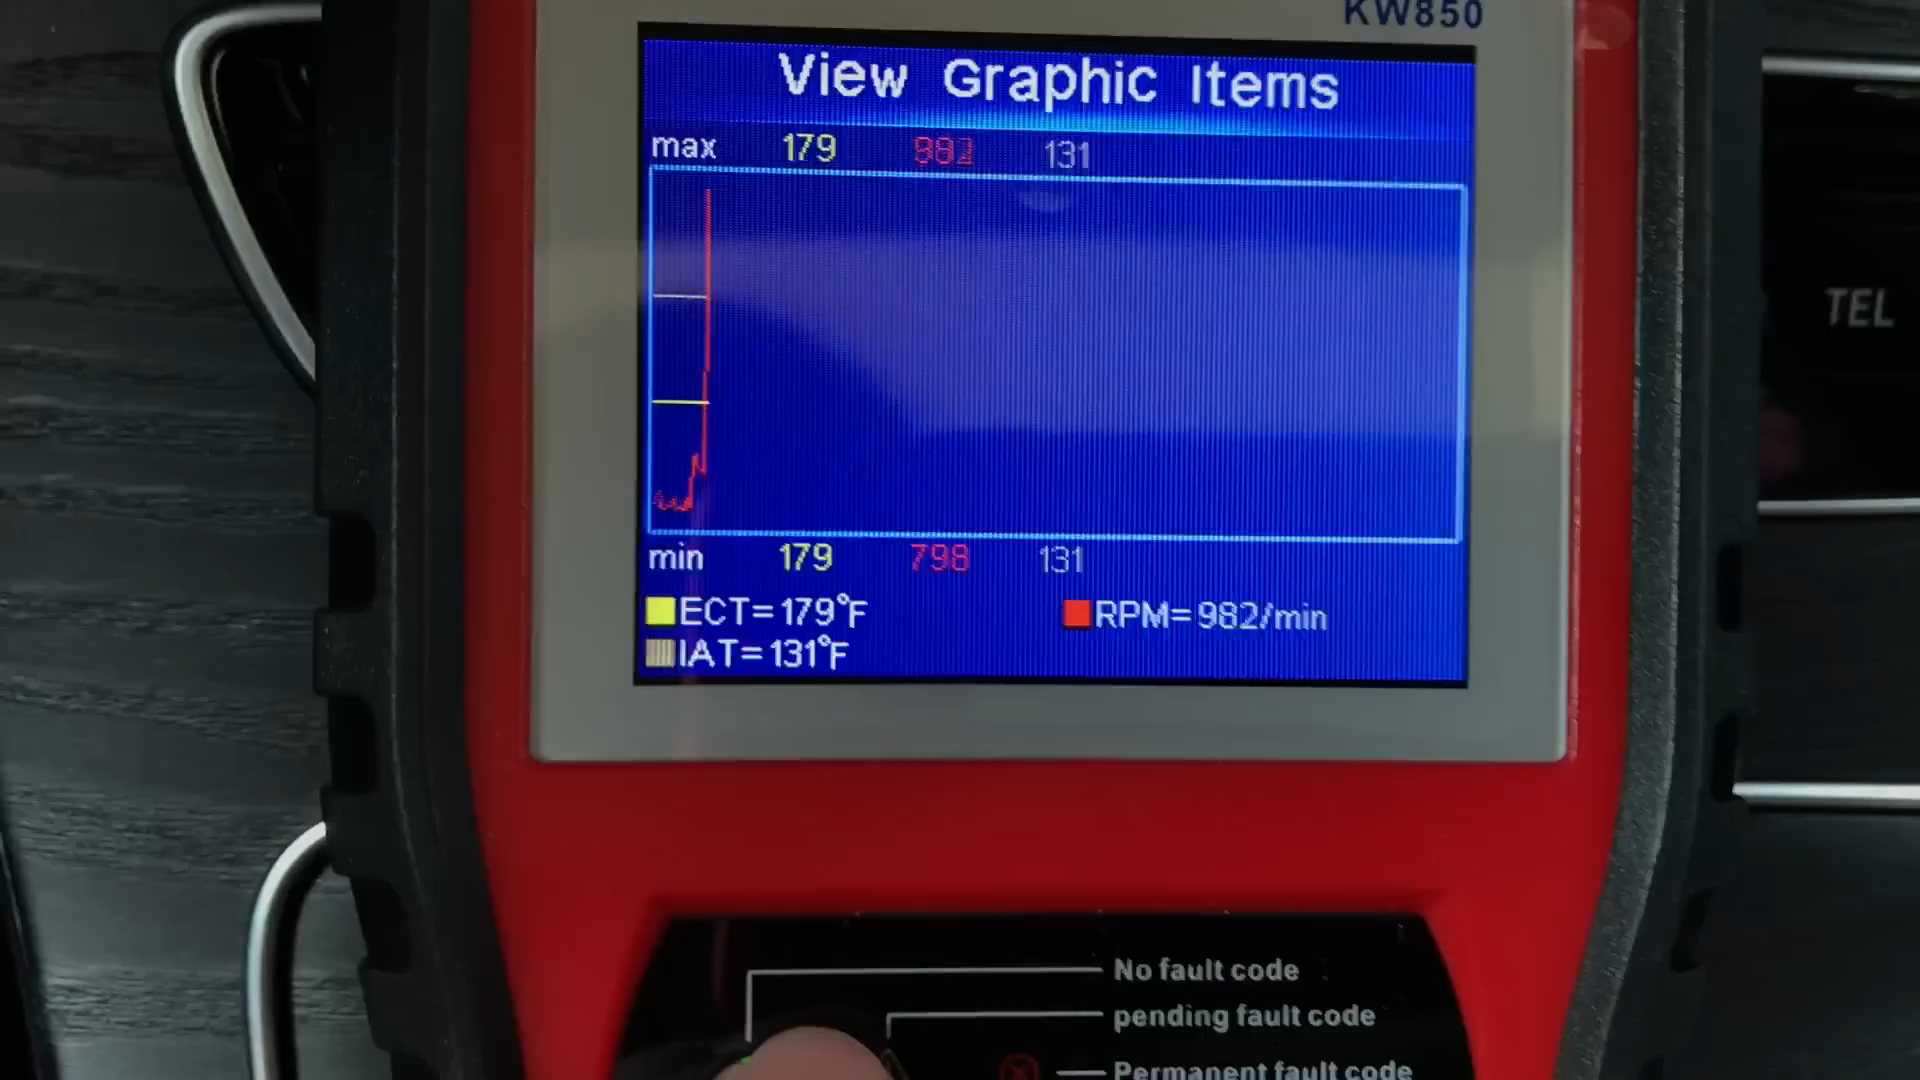 KW850
View Graphic Items
max 179 982 131
TEL
min 179 798 131
ECT=179°F RPM=982/min
IAT=131°F
No fault code
pending fault code
Permanent fault code